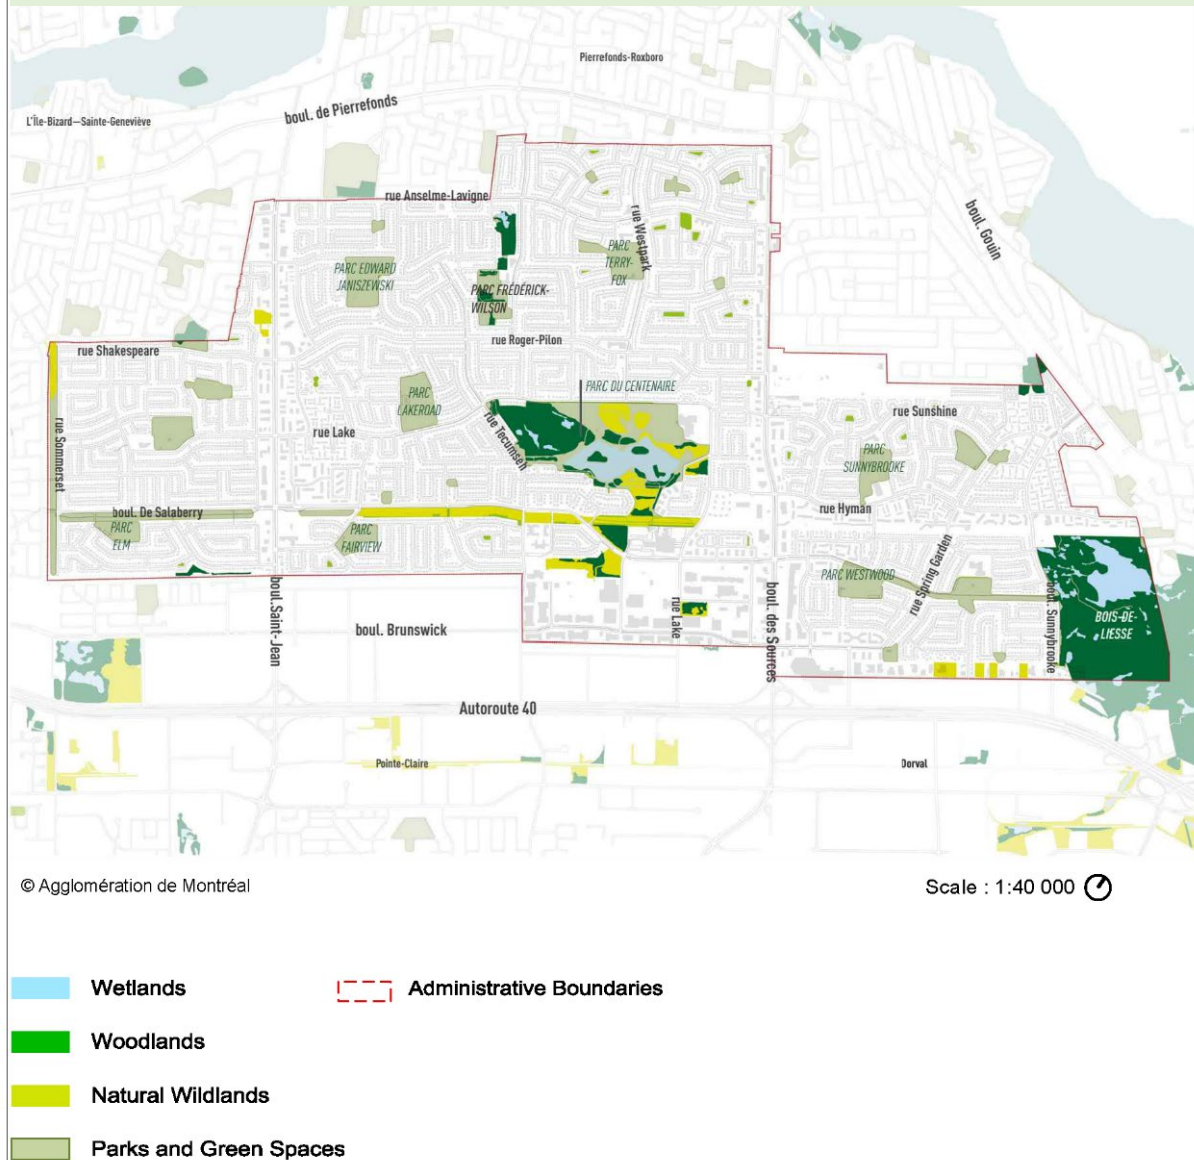 Pierrefonds-Roxboro
boul. de Pierrefonds
L'Île-Bizard—Sainte-Geneviève
rue Anselme-Lavigne
boul. Gouin
rue Westpark
PARC
TERRY-
FOX
PARC EDWARD
JANISZEWSKI
PARC FRÉDÉRICK-
WILSON
rue Roger-Pilon
rue Shakespeare
PARC DU CENTENAIRE
PARC
LAKEROAD
rue Sunshine
rue Lake
rue Tecumseh
rue Sommerset
PARC
SUNNYBROOKE
boul. De Salaberry
rue Hyman
PARC
ELM
PARC
FAIRVIEW
rue Spring Garden
PARC WESTWOOD
boul.Saint-Jean
rue Lake
boul. des Sources
boul. Sunnybrooke
BOIS-DE-
LIESSE
boul. Brunswick
Autoroute 40
Pointe-Claire
Dorval
© Agglomération de Montréal
Scale : 1:40 000
Wetlands
Administrative Boundaries
Woodlands
Natural Wildlands
Parks and Green Spaces